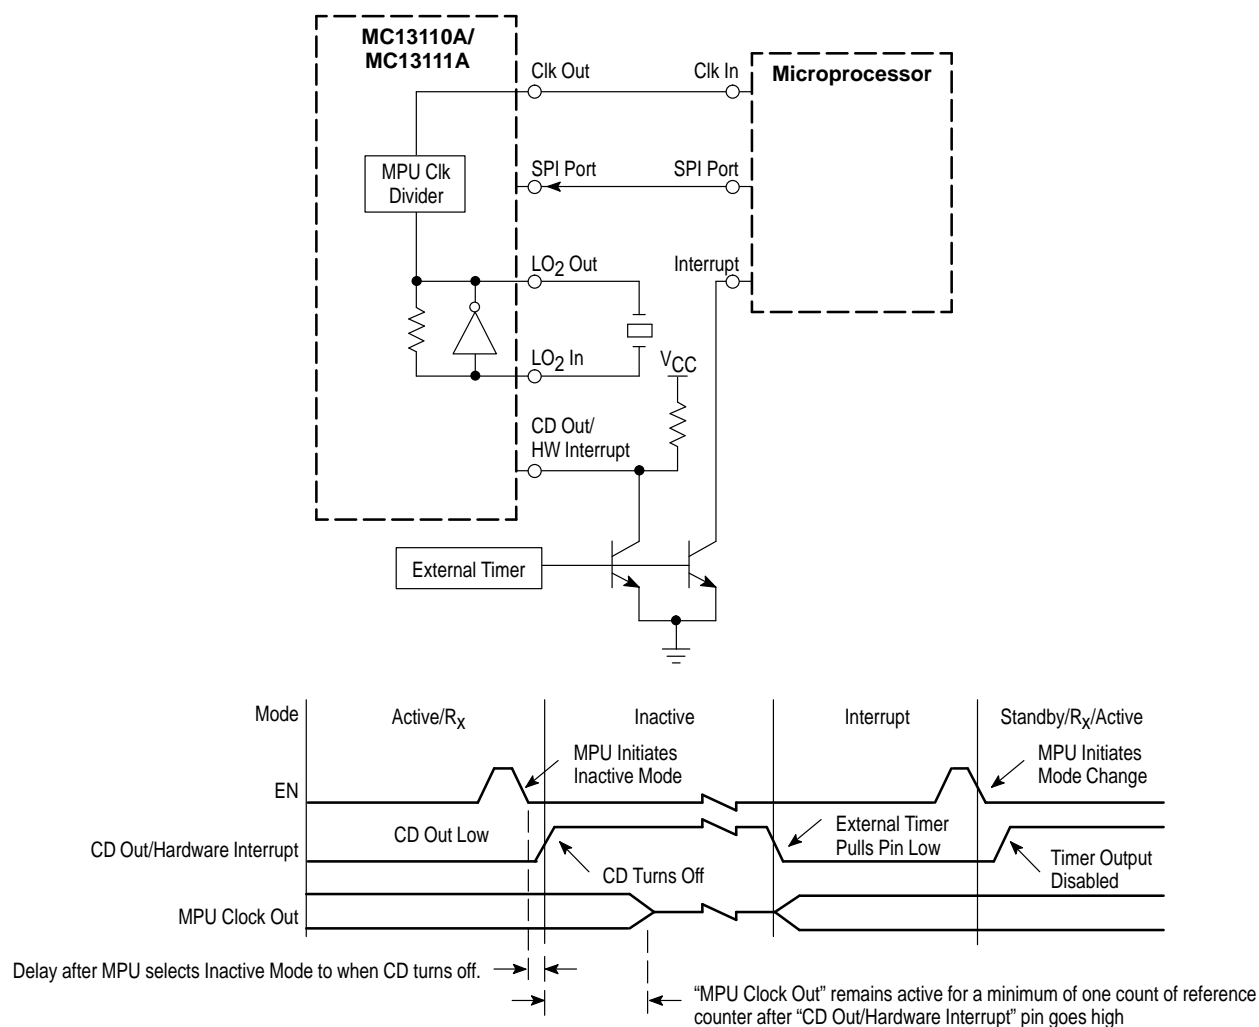 MC13110A/
MC13111A
Clk Out
Clk In
Microprocessor
MPU Clk
Divider
SPI Port
SPI Port
LO2 Out
Interrupt
LO2 In
VCC
CD Out/
HW Interrupt
External Timer
Mode
Active/Rx
Inactive
Interrupt
Standby/Rx/Active
EN
MPU Initiates
Inactive Mode
MPU Initiates
Mode Change
CD Out/Hardware Interrupt
CD Out Low
CD Turns Off
External Timer
Pulls Pin Low
Timer Output
Disabled
MPU Clock Out
Delay after MPU selects Inactive Mode to when CD turns off.
“MPU Clock Out” remains active for a minimum of one count of reference
counter after “CD Out/Hardware Interrupt” pin goes high